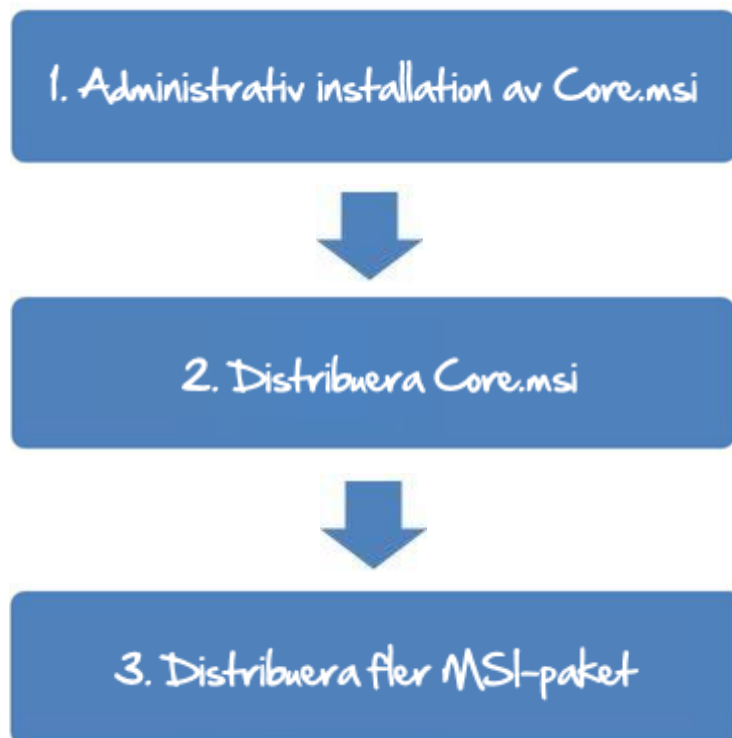 1. Administrativ installation av Core.msi
2. Distribuera Core.msi
3. Distribuera fler MSI-paket